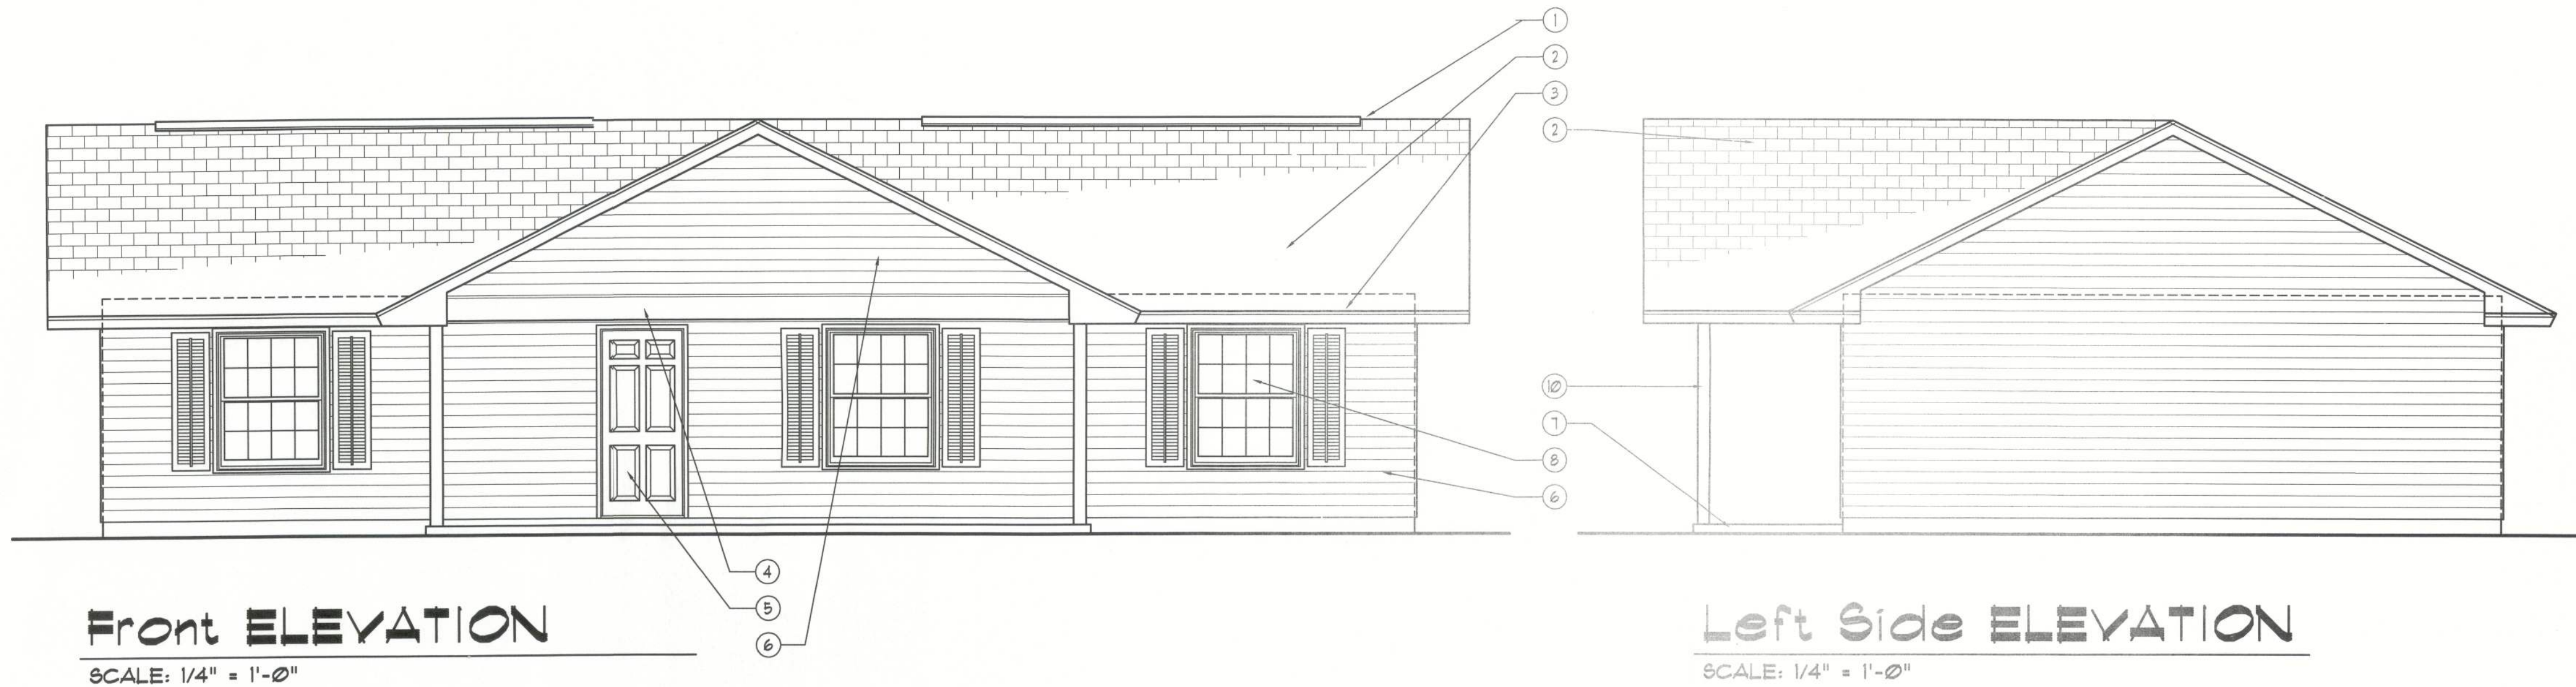 1
2
3
2
10
7
8
6
4
5
6
Front ELEVATION
SCALE: 1/4" = 1'-0"
Left Side ELEVATION
SCALE: 1/4" = 1'-0"